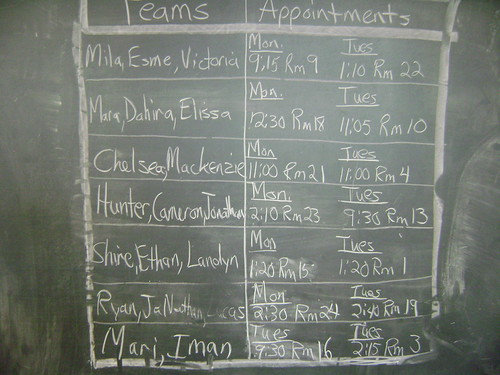 Teams Appointments
Mon. Tues
Mila, Esme, Victoria 9:15 Rm 9 1:10 Rm 22
Mon. Tues
Mara, Dahira, Elissa 12:30 Rm 18 11:05 Rm 10
Mon Tues
Chelsea, Mackenzie 11:00 Rm 21 11:00 Rm 4
Mon. Tues
Hunter, Cameron, Jonathan 2:10 Rm 23 9:30 Rm 13
Mon Tues
Shire, Ethan, Landyn 1:20 Rm 15 1:20 Rm 1
Mon Tues
Ryan, JaNathan, Lucas 2:30 Rm 24 2:40 Rm 19
Tues Tues
Mari, Iman 9:30 Rm 16 2:15 Rm 3